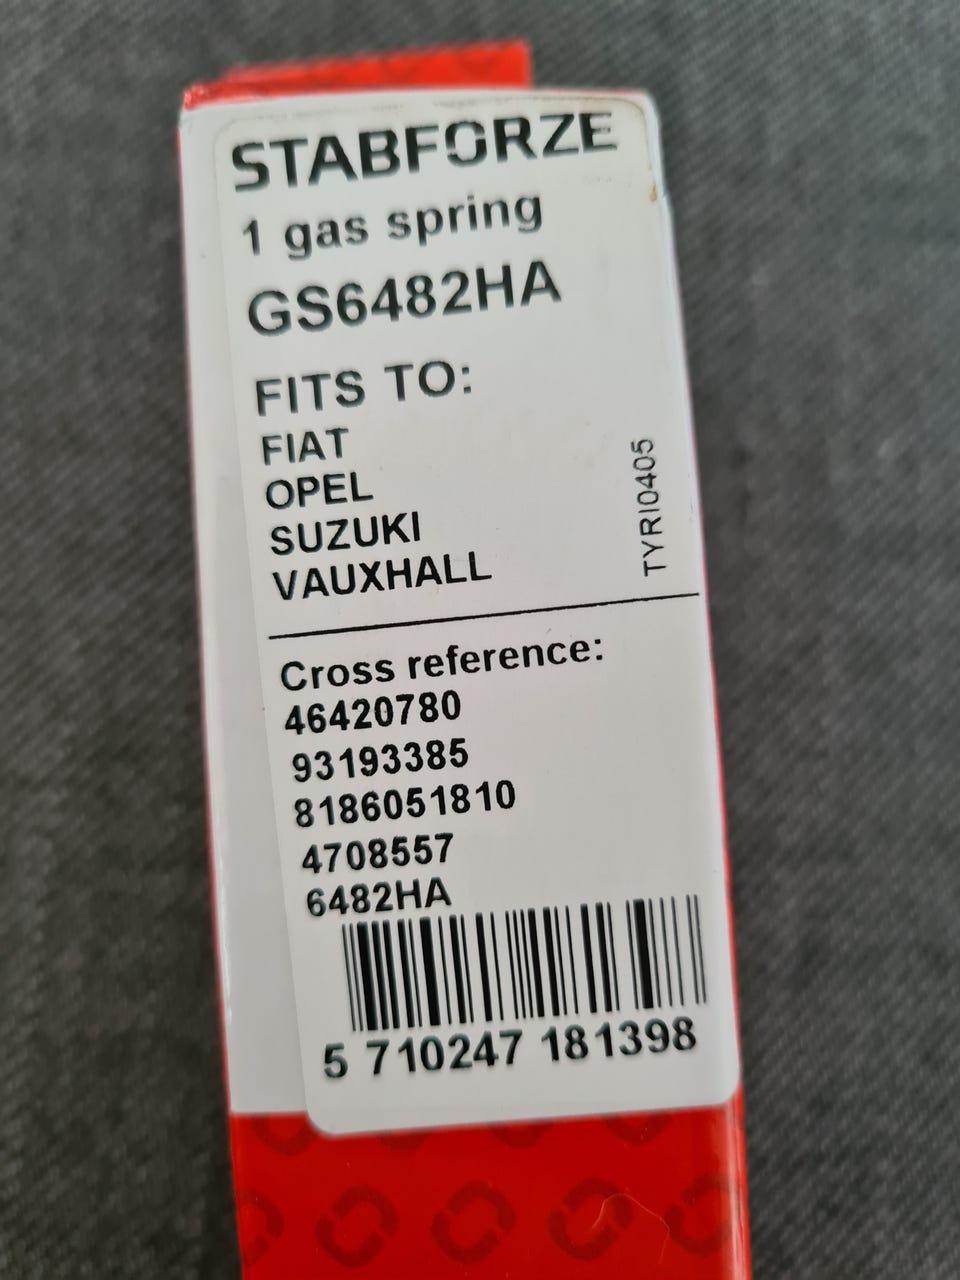 STABFORZE
1 gas spring
GS6482HA
FITS TO:
FIAT
OPEL
SUZUKI
VAUXHALL
TYRI0405
Cross reference:
46420780
93193385
8186051810
4708557
6482HA
5 710247 181398